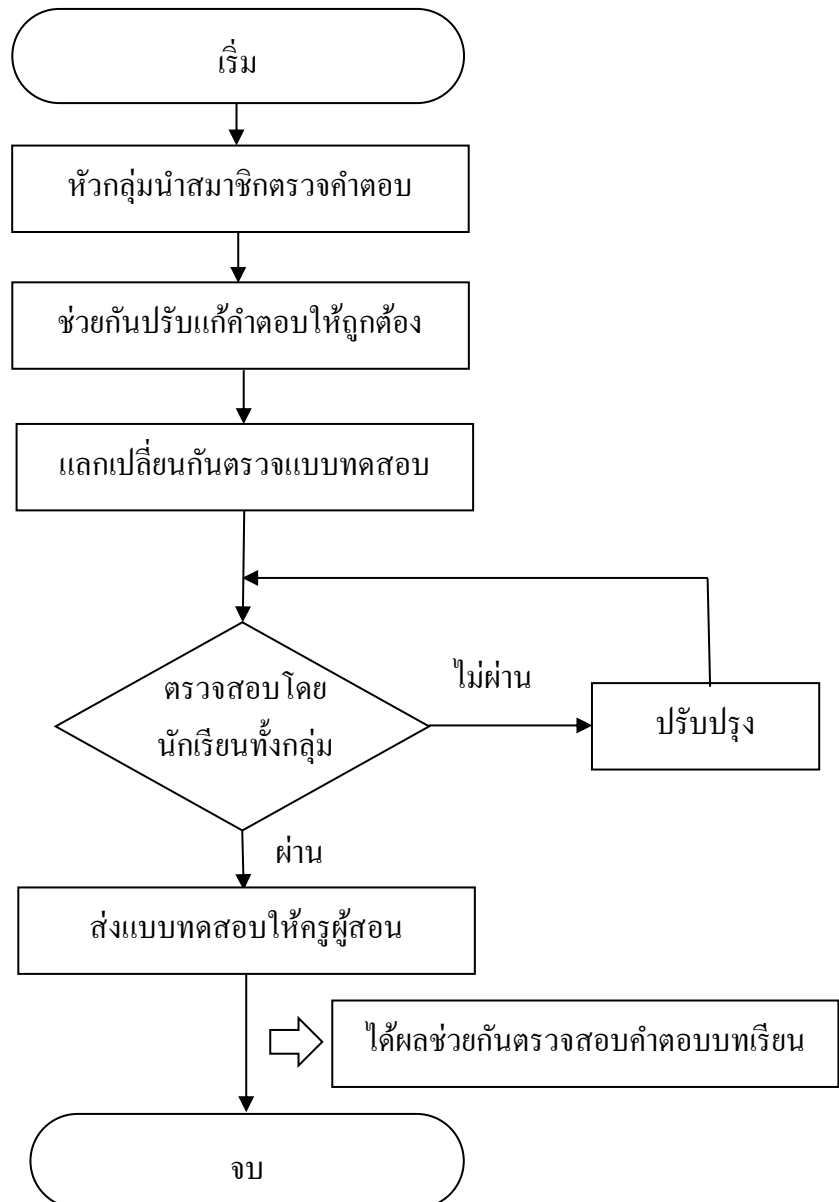 เริ่ม
หัวกลุ่มนำสมาชิกตรวจคำตอบ
ช่วยกันปรับแก้คำตอบให้ถูกต้อง
แลกเปลี่ยนกันตรวจแบบทดสอบ
ตรวจสอบโดย
นักเรียนทั้งกลุ่ม
ไม่ผ่าน
ปรับปรุง
ผ่าน
ส่งแบบทดสอบให้ครูผู้สอน
ได้ผลช่วยกันตรวจสอบคำตอบบทเรียน
จบ